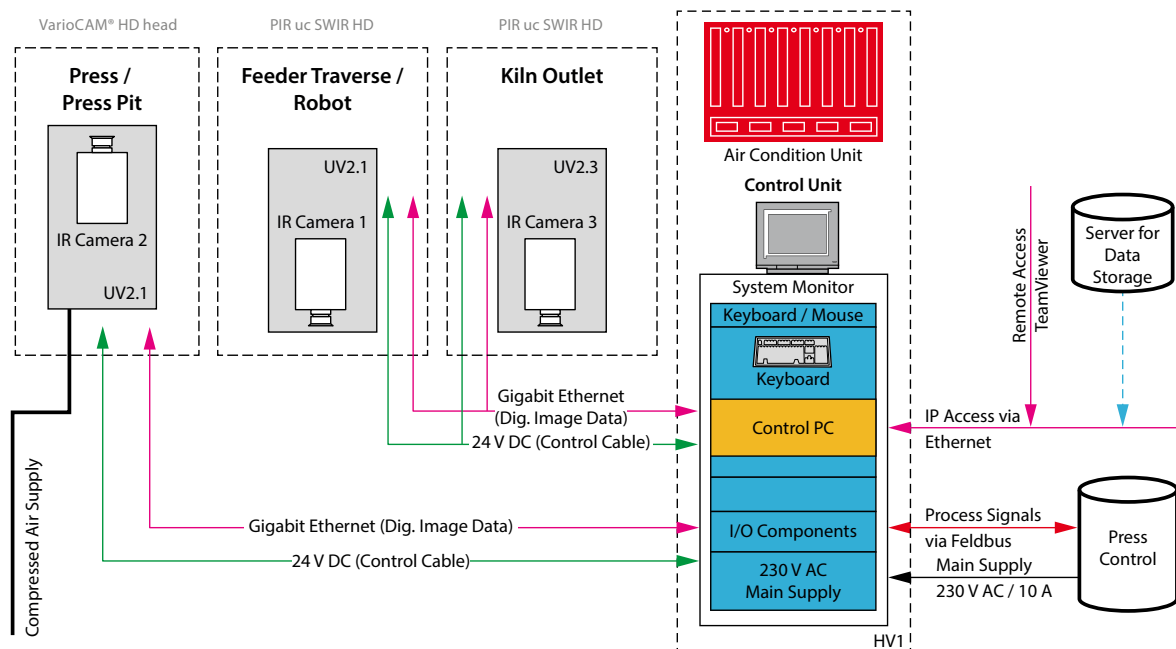 VarioCAM® HD head
PIR uc SWIR HD
PIR uc SWIR HD
Press /
Press Pit
Feeder Traverse /
Robot
Kiln Outlet
IR Camera 2
UV2.1
UV2.1
IR Camera 1
UV2.3
IR Camera 3
Air Condition Unit
Control Unit
System Monitor
Keyboard / Mouse
Keyboard
Control PC
I/O Components
230 V AC
Main Supply
HV1
Gigabit Ethernet
(Dig. Image Data)
24 V DC (Control Cable)
Gigabit Ethernet (Dig. Image Data)
24 V DC (Control Cable)
Compressed Air Supply
Remote Access
TeamViewer
Server for
Data
Storage
IP Access via
Ethernet
Process Signals
via Feldbus
Main Supply
230 V AC / 10 A
Press
Control